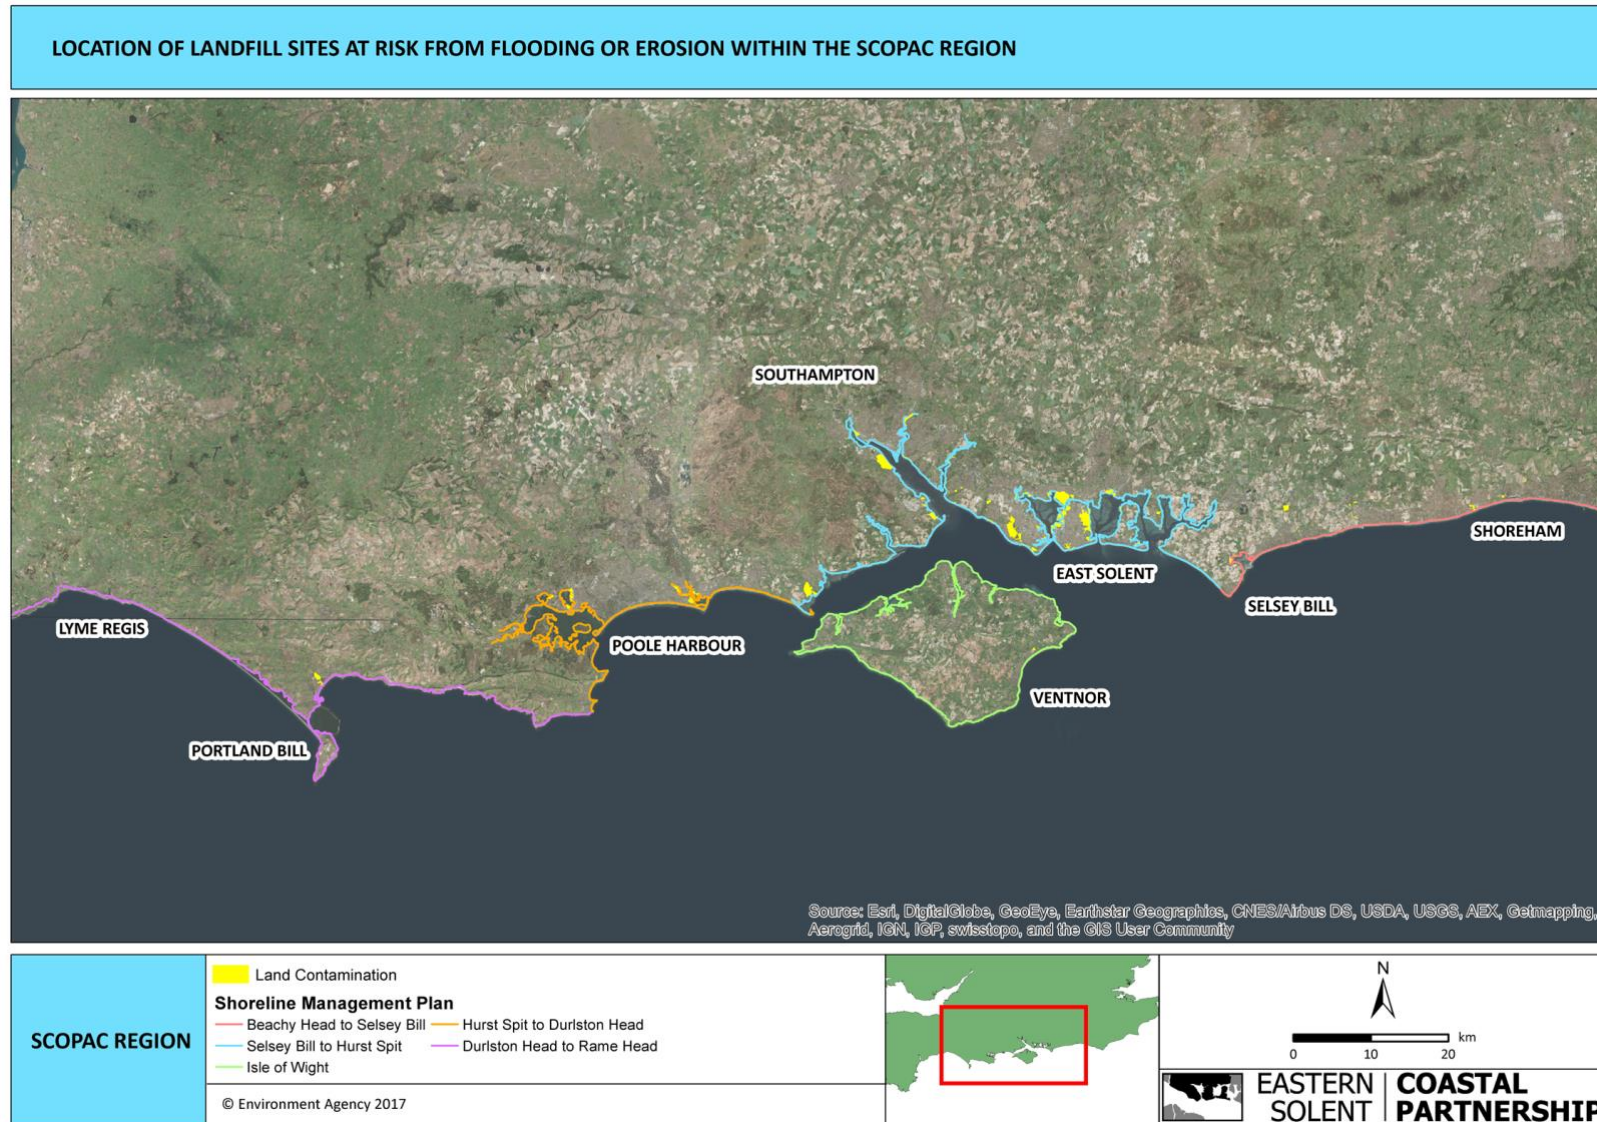 LOCATION OF LANDFILL SITES AT RISK FROM FLOODING OR EROSION WITHIN THE SCOPAC REGION
SOUTHAMPTON
SHOREHAM
EAST SOLENT
SELSEY BILL
LYME REGIS
POOLE HARBOUR
VENTNOR
PORTLAND BILL
Source: Esri, DigitalGlobe, GeoEye, Earthstar Geographics, CNES/Airbus DS, USDA, USGS, AEX, Getmapping,
Aerogrid, IGN, IGP, swisstopo, and the GIS User Community
SCOPAC REGION
Land Contamination
Shoreline Management Plan
Beachy Head to Selsey Bill
Selsey Bill to Hurst Spit
Isle of Wight
Hurst Spit to Durlston Head
Durlston Head to Rame Head
© Environment Agency 2017
N
km
0 10 20
EASTERN SOLENT
COASTAL PARTNERSHIP